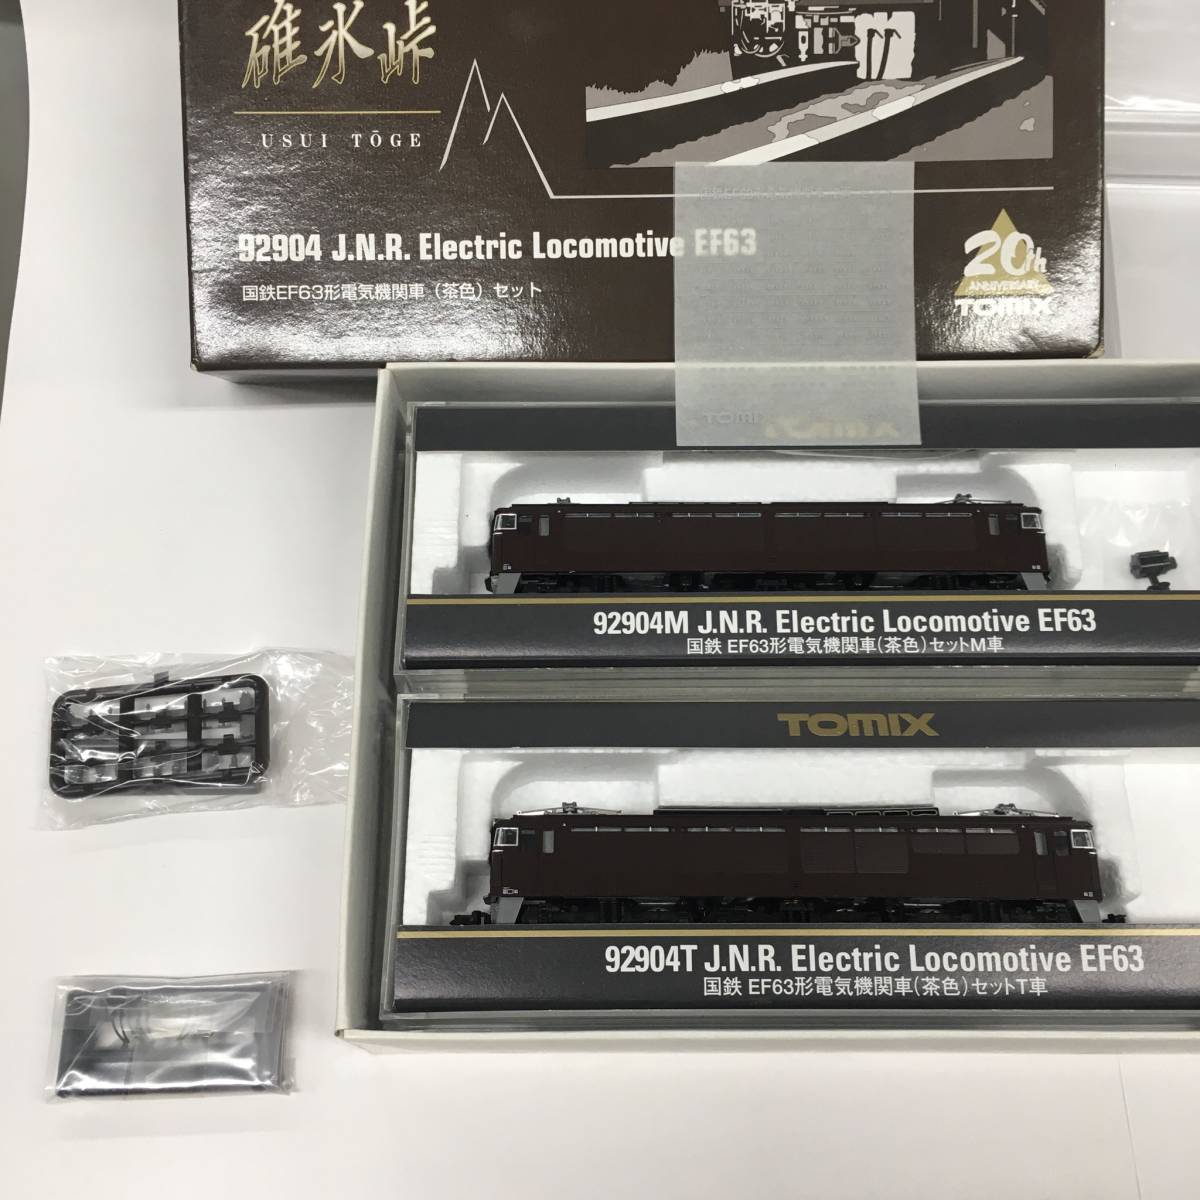 碓氷峠
USUI TŌGE
92904 J.N.R. Electric Locomotive EF63
国鉄EF63形電気機関車（茶色）セット
20th
ANNIVERSARY
TOMIX
TOMIX
92904M J.N.R. Electric Locomotive EF63
国鉄 EF63形電気機関車(茶色)セットM車
TOMIX
92904T J.N.R. Electric Locomotive EF63
国鉄 EF63形電気機関車(茶色)セットT車